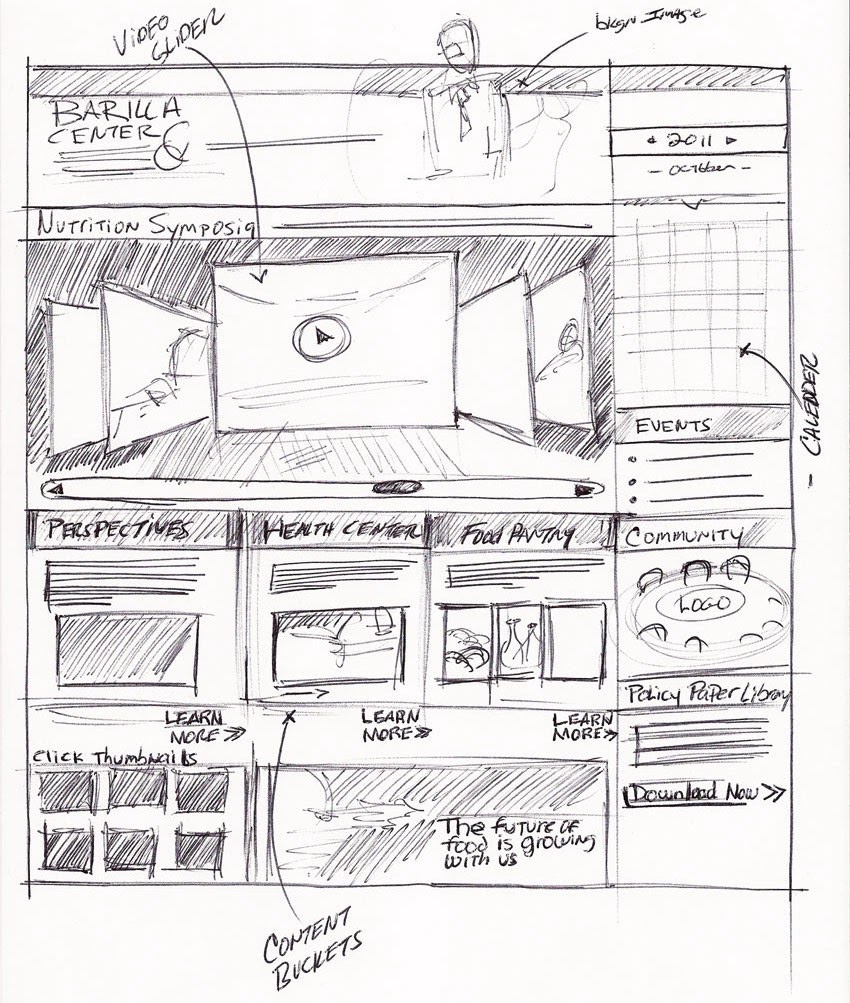 VIDEO
SLIDER
bkgn Image
BARILLA
CENTER
2011
- OCTOBER -
NUTRITION SYMPOSIA
CALENDER
EVENTS
PERSPECTIVES
HEALTH CENTER
FOOD PANTRY
COMMUNITY
LOGO
Policy Paper Library
LEARN
MORE >>
LEARN
MORE >>
LEARN
MORE >>
Click Thumbnails
Download Now >>
The future of
food is growing
with us
CONTENT
BUCKETS